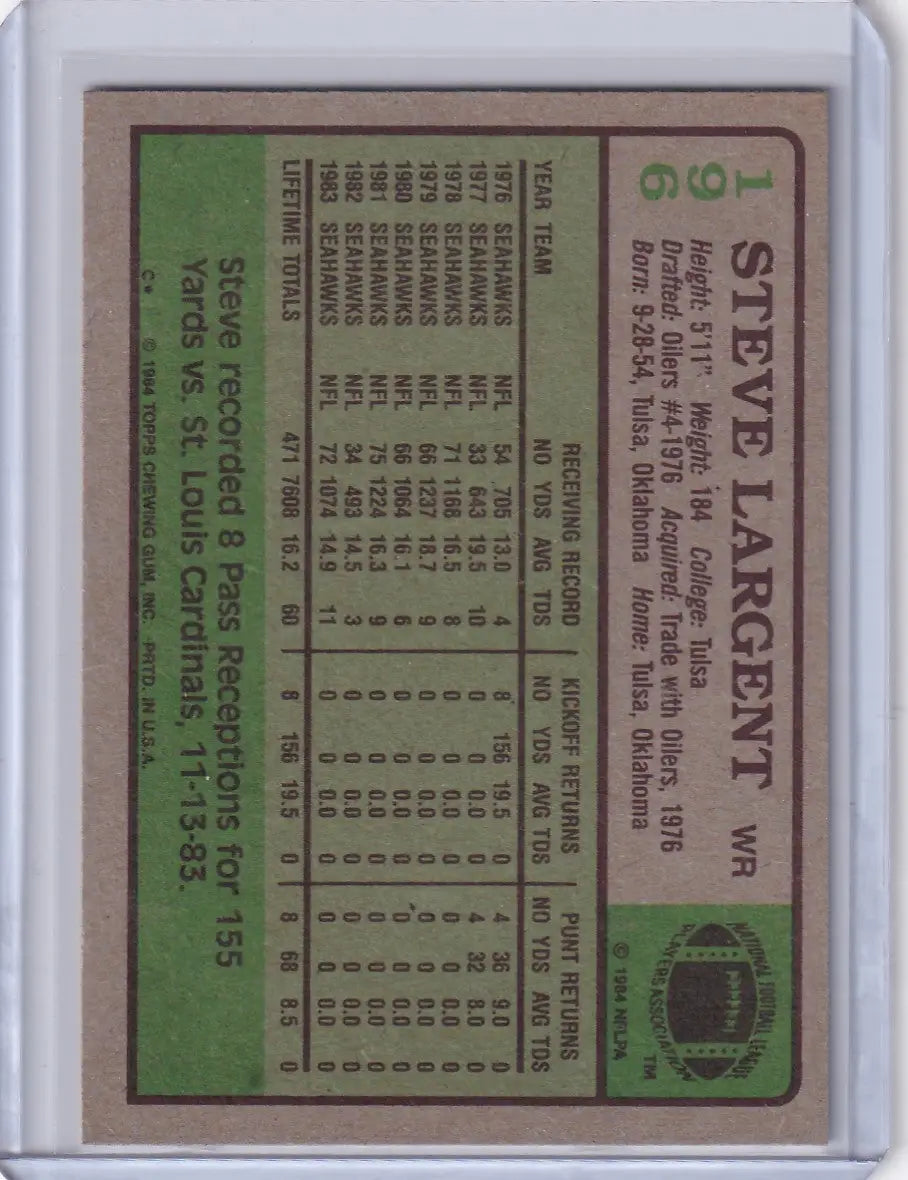 196
STEVE LARGENT WR
Height: 5'11" Weight: 184 College: Tulsa
Drafted: Oilers #4-1976 Acquired: Trade with Oilers, 1976
Born: 9-28-54, Tulsa, Oklahoma Home: Tulsa, Oklahoma
NATIONAL FOOTBALL LEAGUE
PLAYERS ASSOCIATION
TM
© 1984 NFLPA
RECEIVING RECORD KICKOFF RETURNS PUNT RETURNS
YEAR TEAM NO YDS AVG TDS NO YDS AVG TDS NO YDS AVG TDS
1976 SEAHAWKS NFL 54 705 13.0 4 8 156 19.5 0 4 36 9.0 0
1977 SEAHAWKS NFL 33 643 19.5 10 0 0 0.0 0 4 32 8.0 0
1978 SEAHAWKS NFL 71 1168 16.5 8 0 0 0.0 0 0 0 0.0 0
1979 SEAHAWKS NFL 66 1237 18.7 9 0 0 0.0 0 0 0 0.0 0
1980 SEAHAWKS NFL 66 1064 16.1 6 0 0 0.0 0 0 0 0.0 0
1981 SEAHAWKS NFL 75 1224 16.3 9 0 0 0.0 0 0 0 0.0 0
1982 SEAHAWKS NFL 34 493 14.5 3 0 0 0.0 0 0 0 0.0 0
1983 SEAHAWKS NFL 72 1074 14.9 11 0 0 0.0 0 0 0 0.0 0
LIFETIME TOTALS 471 7608 16.2 60 8 156 19.5 0 8 68 8.5 0
Steve recorded 8 Pass Receptions for 155
Yards vs. St. Louis Cardinals, 11-13-83.
C* © 1984 TOPPS CHEWING GUM, INC. PRTD. IN U.S.A.